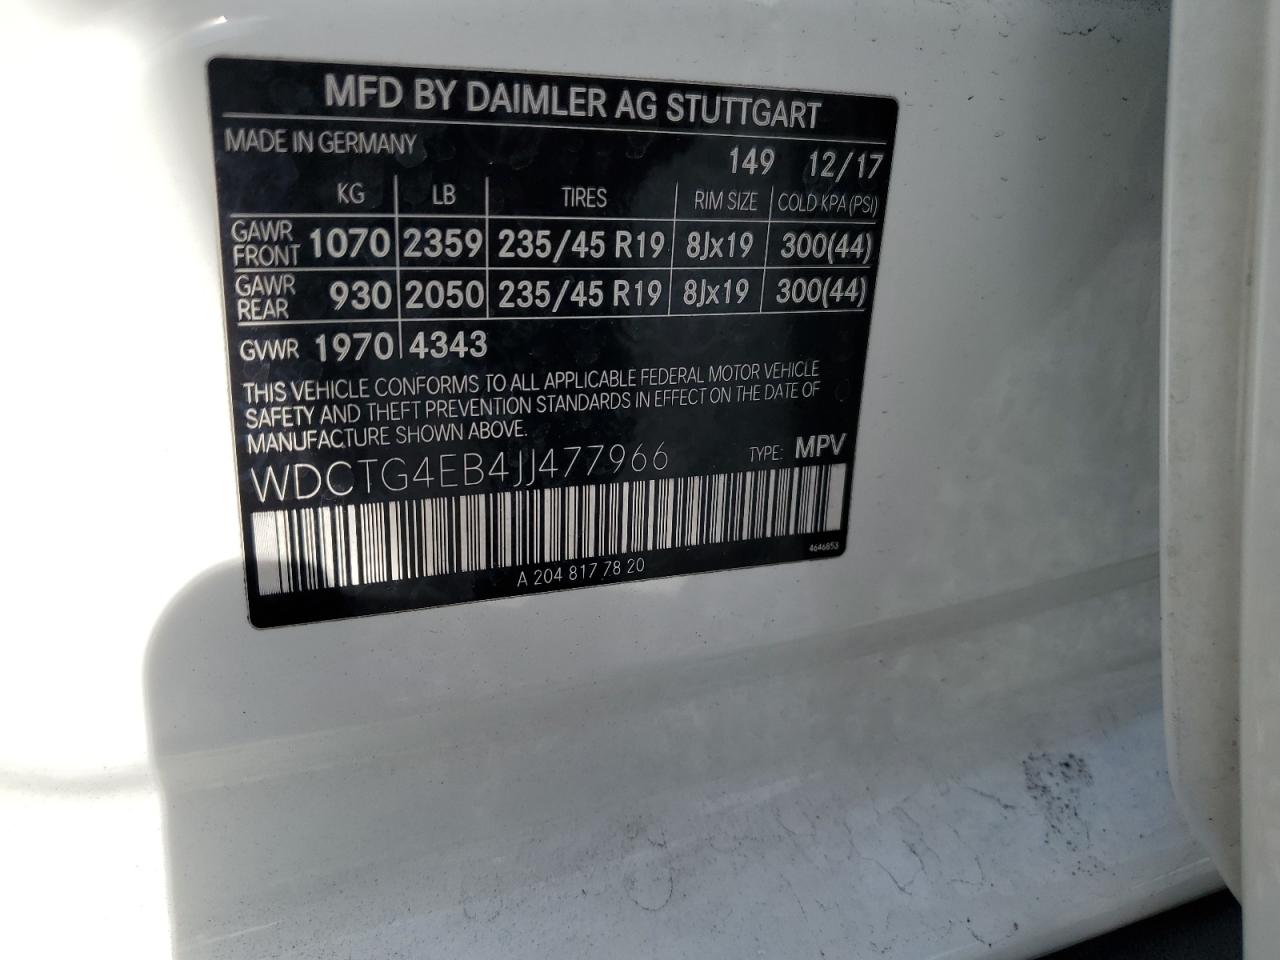 MFD BY DAIMLER AG STUTTGART
MADE IN GERMANY
149 12/17
KG LB TIRES RIM SIZE COLD KPA (PSI)
GAWR FRONT 1070 2359 235/45 R19 8Jx19 300(44)
GAWR REAR 930 2050 235/45 R19 8Jx19 300(44)
GVWR 1970 4343
THIS VEHICLE CONFORMS TO ALL APPLICABLE FEDERAL MOTOR VEHICLE
SAFETY AND THEFT PREVENTION STANDARDS IN EFFECT ON THE DATE OF
MANUFACTURE SHOWN ABOVE.
WDCTG4EB4JJ477966 TYPE: MPV
4646853
A 204 817 78 20